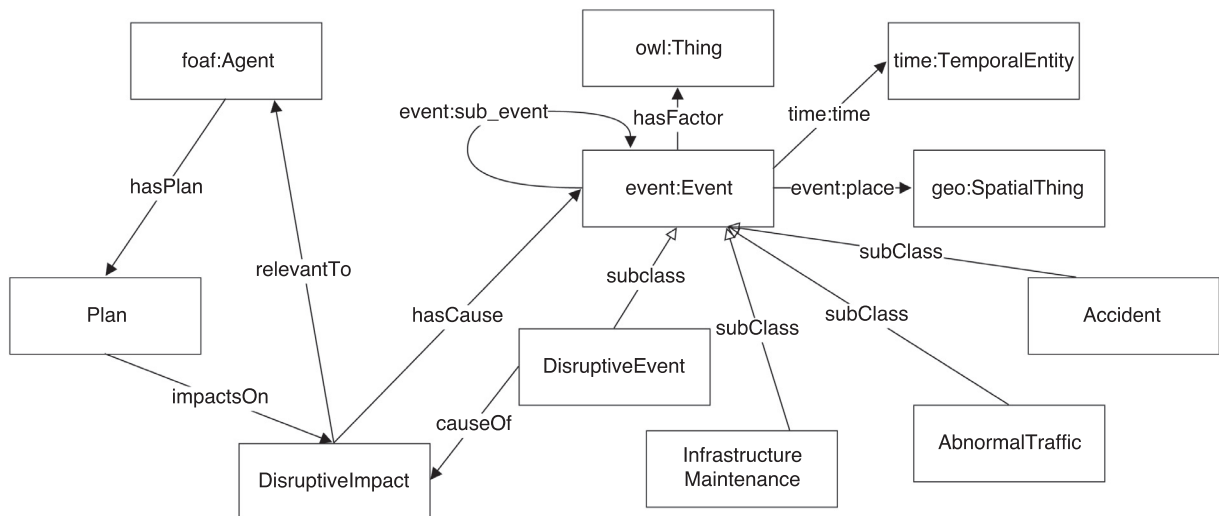 foaf:Agent
owl:Thing
time:TemporalEntity
event:sub_event
hasFactor
time:time
hasPlan
event:Event
event:place
geo:SpatialThing
relevantTo
subclass
subClass
Plan
hasCause
subClass
subClass
Accident
DisruptiveEvent
impactsOn
causeOf
DisruptiveImpact
Infrastructure
Maintenance
AbnormalTraffic